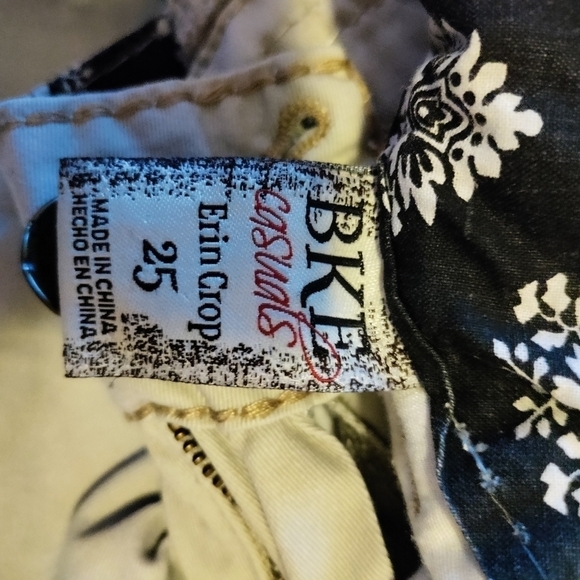 BKE
casuals
Erin Crop
25
MADE IN CHINA
HECHO EN CHINA